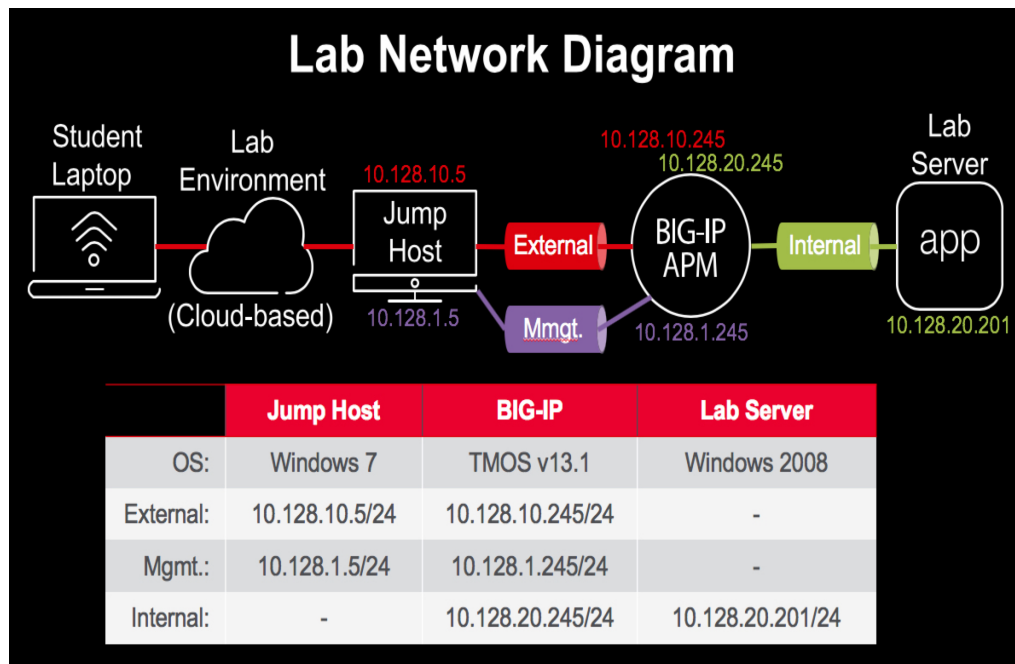 Lab Network Diagram
Student
Laptop
Lab
Environment
(Cloud-based)
10.128.10.5
Jump
Host
10.128.1.5
External
Mmgt.
10.128.10.245
10.128.20.245
BIG-IP
APM
10.128.1.245
Internal
Lab
Server
app
10.128.20.201
Jump Host BIG-IP Lab Server
OS: Windows 7 TMOS v13.1 Windows 2008
External: 10.128.10.5/24 10.128.10.245/24 -
Mgmt.: 10.128.1.5/24 10.128.1.245/24 -
Internal: - 10.128.20.245/24 10.128.20.201/24